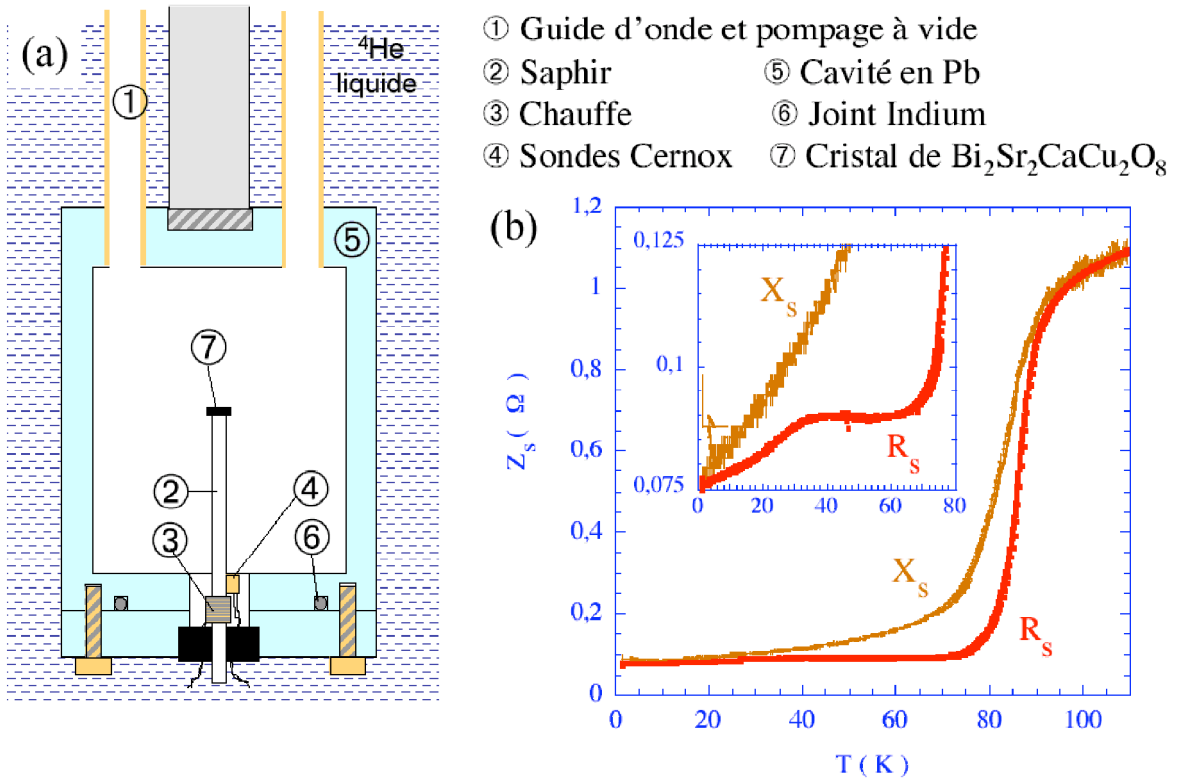 (a)
⁴He
liquide
①
⑤
⑦
②
④
③
⑥
① Guide d'onde et pompage à vide
② Saphir ⑤ Cavité en Pb
③ Chauffe ⑥ Joint Indium
④ Sondes Cernox ⑦ Cristal de Bi₂Sr₂CaCu₂O₈
(b)
1,2
1
0,8
0,6
0,4
0,2
0
Z_s ( Ω )
0,125
0,1
0,075
X_s
R_s
0 20 40 60 80
X_s
R_s
0 20 40 60 80 100
T ( K )